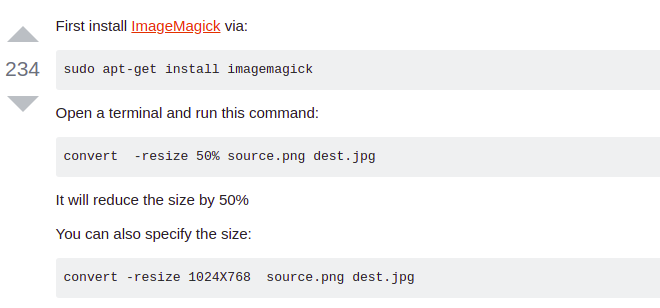 First install ImageMagick via:
234
sudo apt-get install imagemagick
Open a terminal and run this command:
convert  -resize 50% source.png dest.jpg
It will reduce the size by 50%
You can also specify the size:
convert -resize 1024X768  source.png dest.jpg